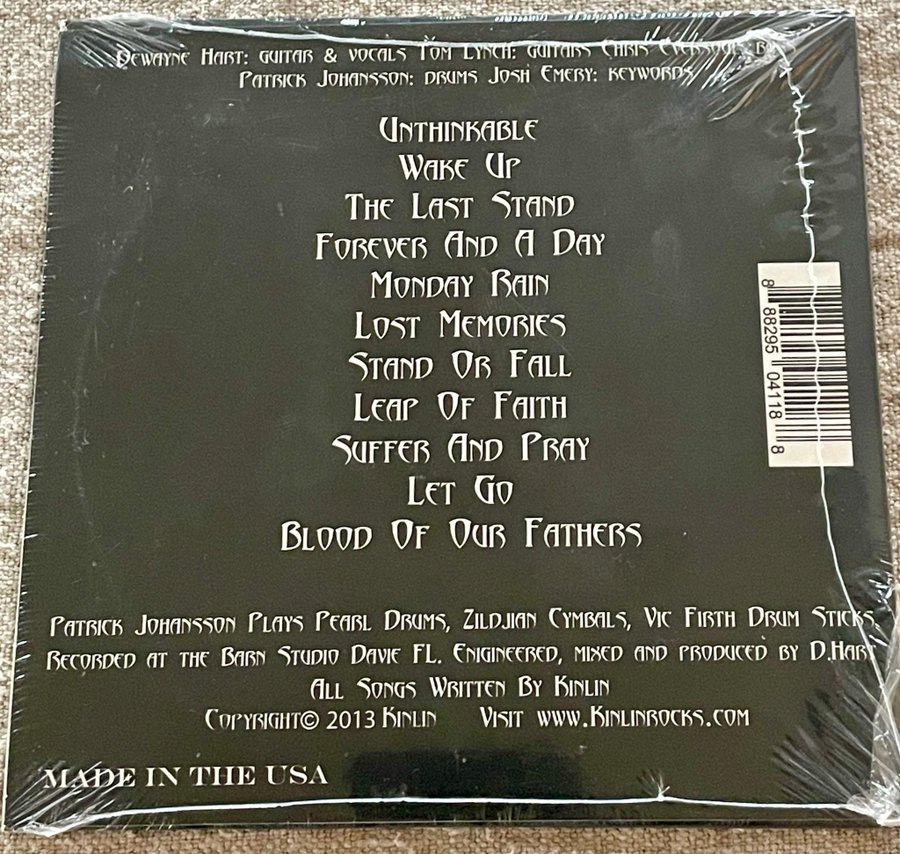 Dewayne Hart: guitar & vocals Tom Lynch: guitars Chris Eversoul: bass
Patrick Johansson: drums Josh Emery: keywords
Unthinkable
Wake Up
The Last Stand
Forever And A Day
Monday Rain
Lost Memories
Stand Or Fall
Leap Of Faith
Suffer And Pray
Let Go
Blood Of Our Fathers
8 88295 04118 8
Patrick Johansson Plays Pearl Drums, Zildjian Cymbals, Vic Firth Drum Sticks.
Recorded at the Barn Studio Davie FL. Enigineered, mixed and produced by D.Hart
All Songs Written By Kinlin
Copyright© 2013 Kinlin Visit www.Kinlinrocks.com
MADE IN THE USA